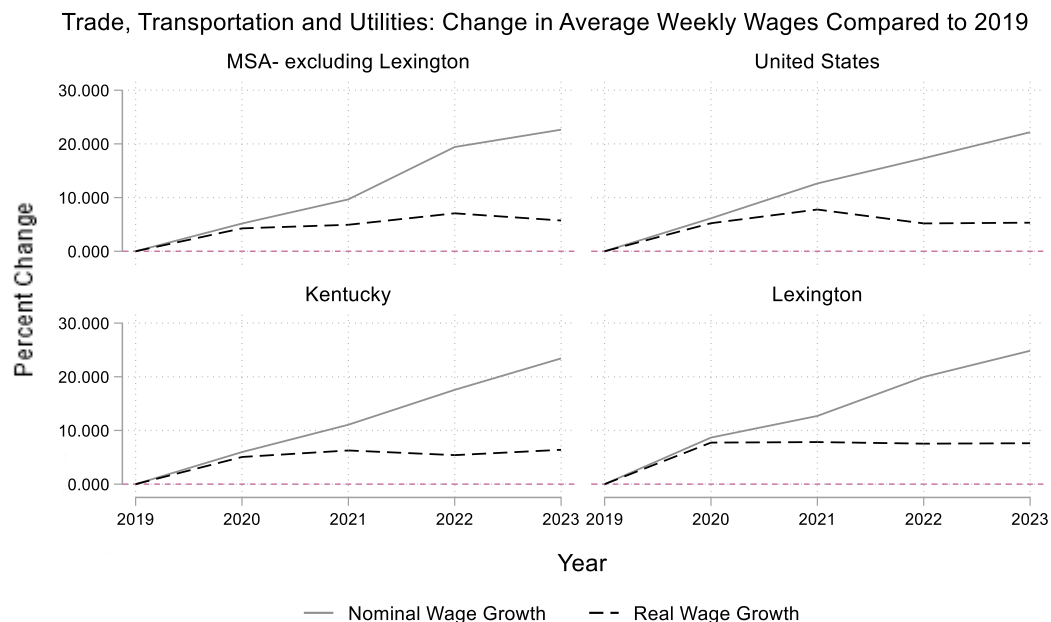 Trade, Transportation and Utilities: Change in Average Weekly Wages Compared to 2019
MSA- excluding Lexington
United States
30.000
20.000
10.000
0.000
Kentucky
Lexington
30.000
20.000
10.000
0.000
Percent Change
2019 2020 2021 2022 2023 2019 2020 2021 2022 2023
Year
Nominal Wage Growth Real Wage Growth